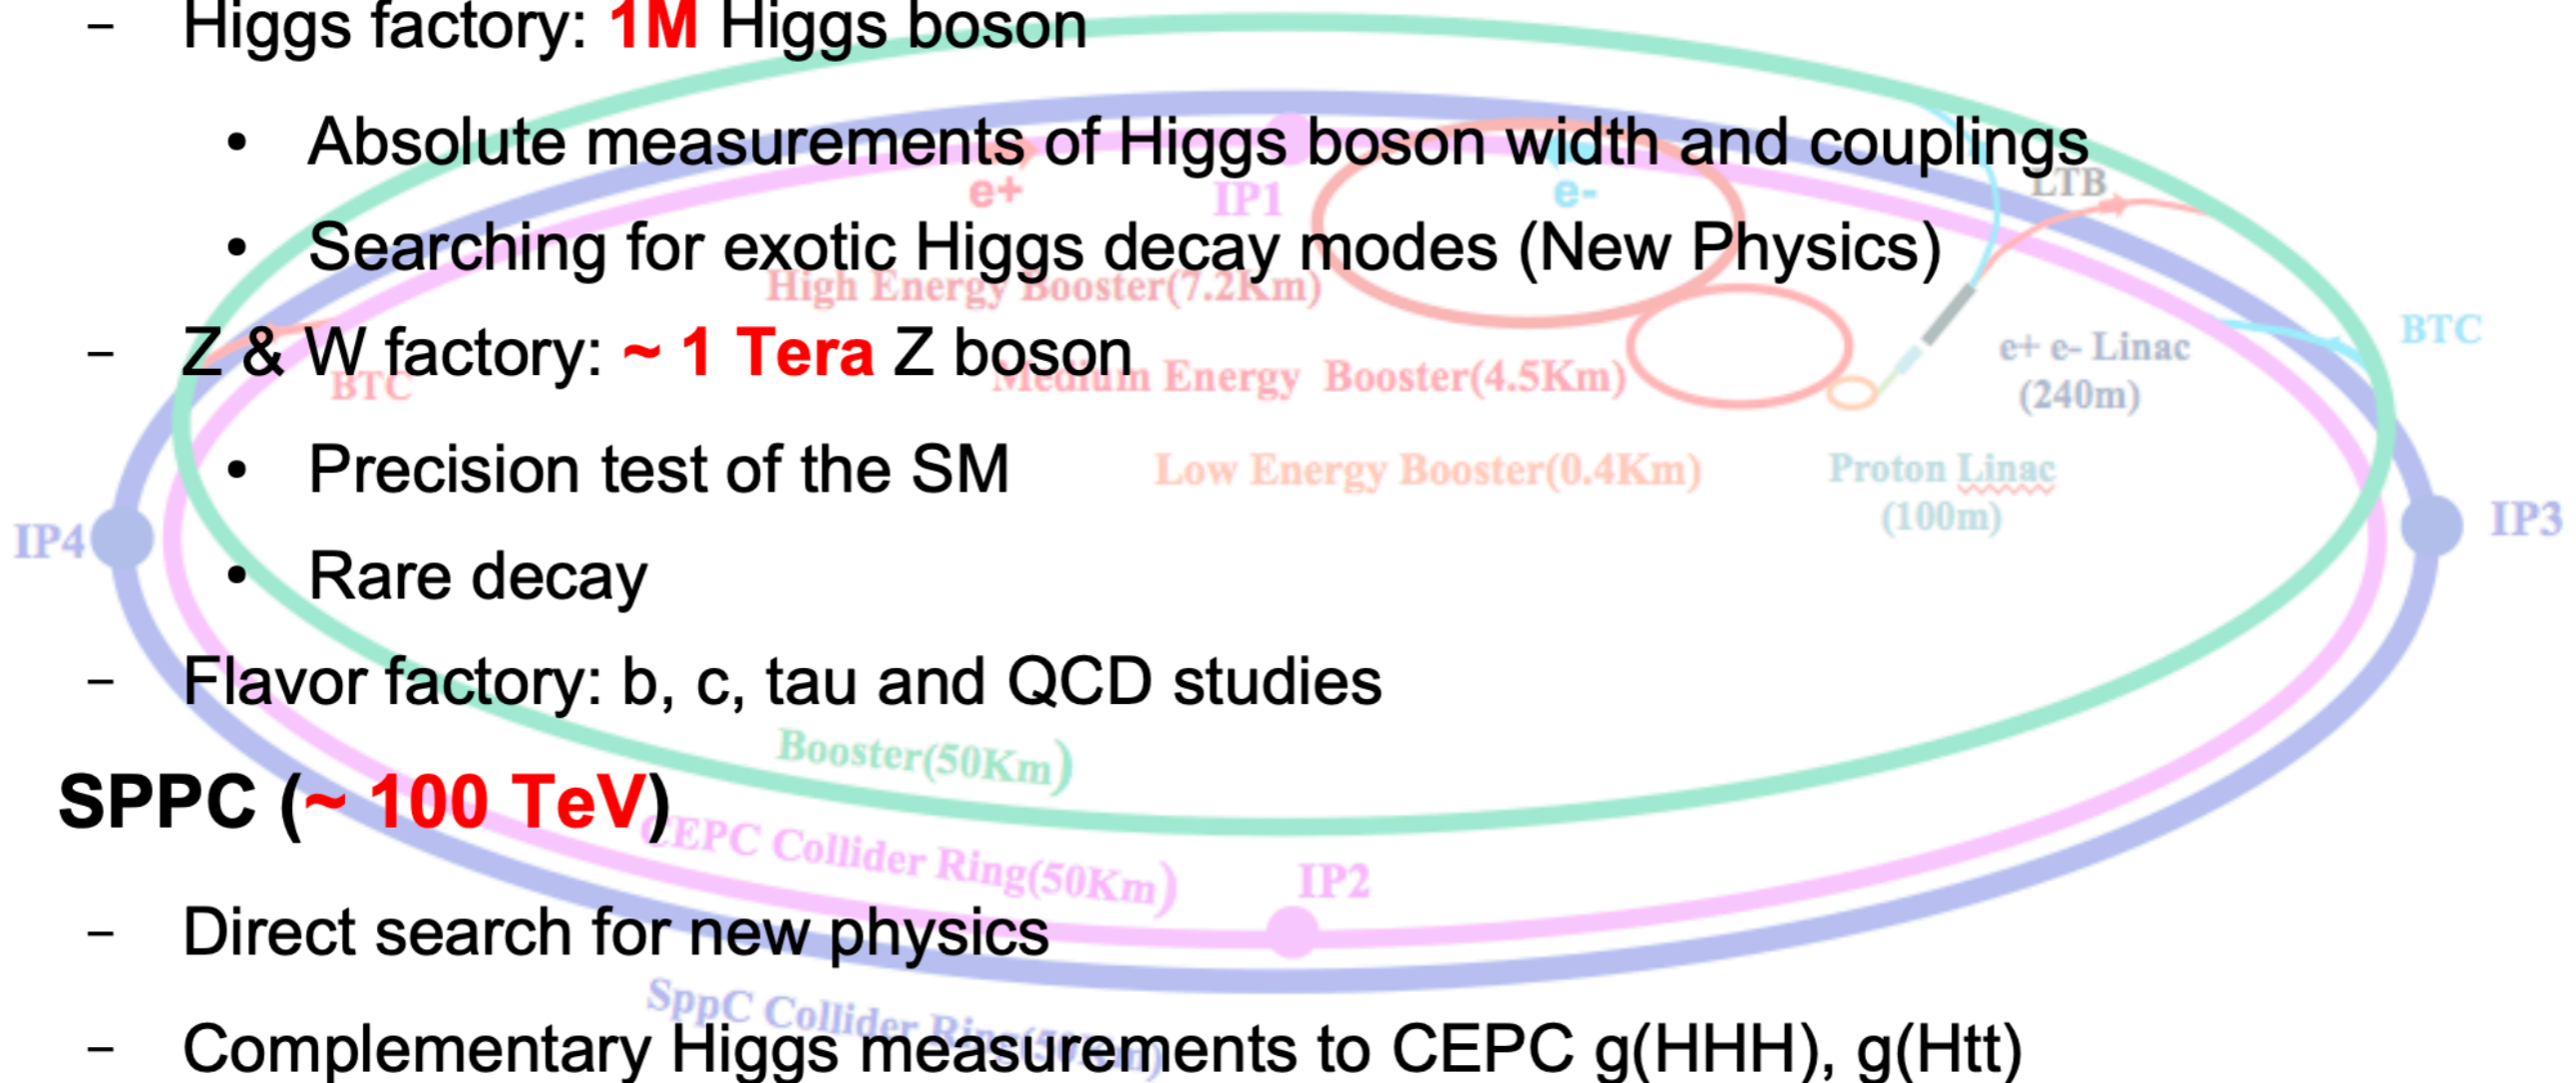 – Higgs factory: 1M Higgs boson
• Absolute measurements of Higgs boson width and couplings
e+ IP1 e- LTB
• Searching for exotic Higgs decay modes (New Physics)
High Energy Booster(7.2Km)
– Z & W factory: ~ 1 Tera Z boson
BTC
e+ e- Linac
(240m)
BTC
Medium Energy Booster(4.5Km)
• Precision test of the SM
Low Energy Booster(0.4Km)
Proton Linac
(100m)
IP4
IP3
• Rare decay
– Flavor factory: b, c, tau and QCD studies
Booster(50Km)
SPPC (~ 100 TeV)
CEPC Collider Ring(50Km)
IP2
– Direct search for new physics
SppC Collider Ring(50Km)
– Complementary Higgs measurements to CEPC g(HHH), g(Htt)